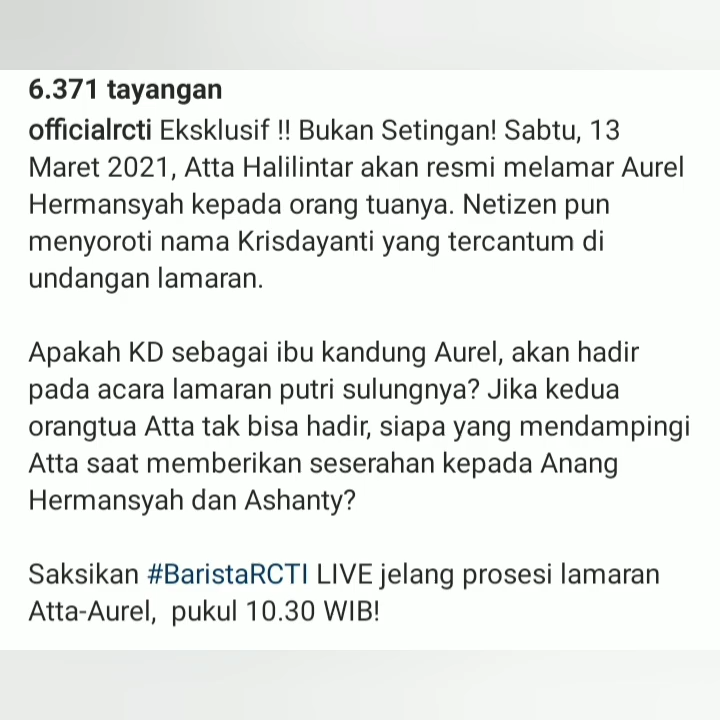 6.371 tayangan
officialrcti Eksklusif !! Bukan Setingan! Sabtu, 13
Maret 2021, Atta Halilintar akan resmi melamar Aurel
Hermansyah kepada orang tuanya. Netizen pun
menyoroti nama Krisdayanti yang tercantum di
undangan lamaran.
Apakah KD sebagai ibu kandung Aurel, akan hadir
pada acara lamaran putri sulungnya? Jika kedua
orangtua Atta tak bisa hadir, siapa yang mendampingi
Atta saat memberikan seserahan kepada Anang
Hermansyah dan Ashanty?
Saksikan #BaristaRCTI LIVE jelang prosesi lamaran
Atta-Aurel,  pukul 10.30 WIB!